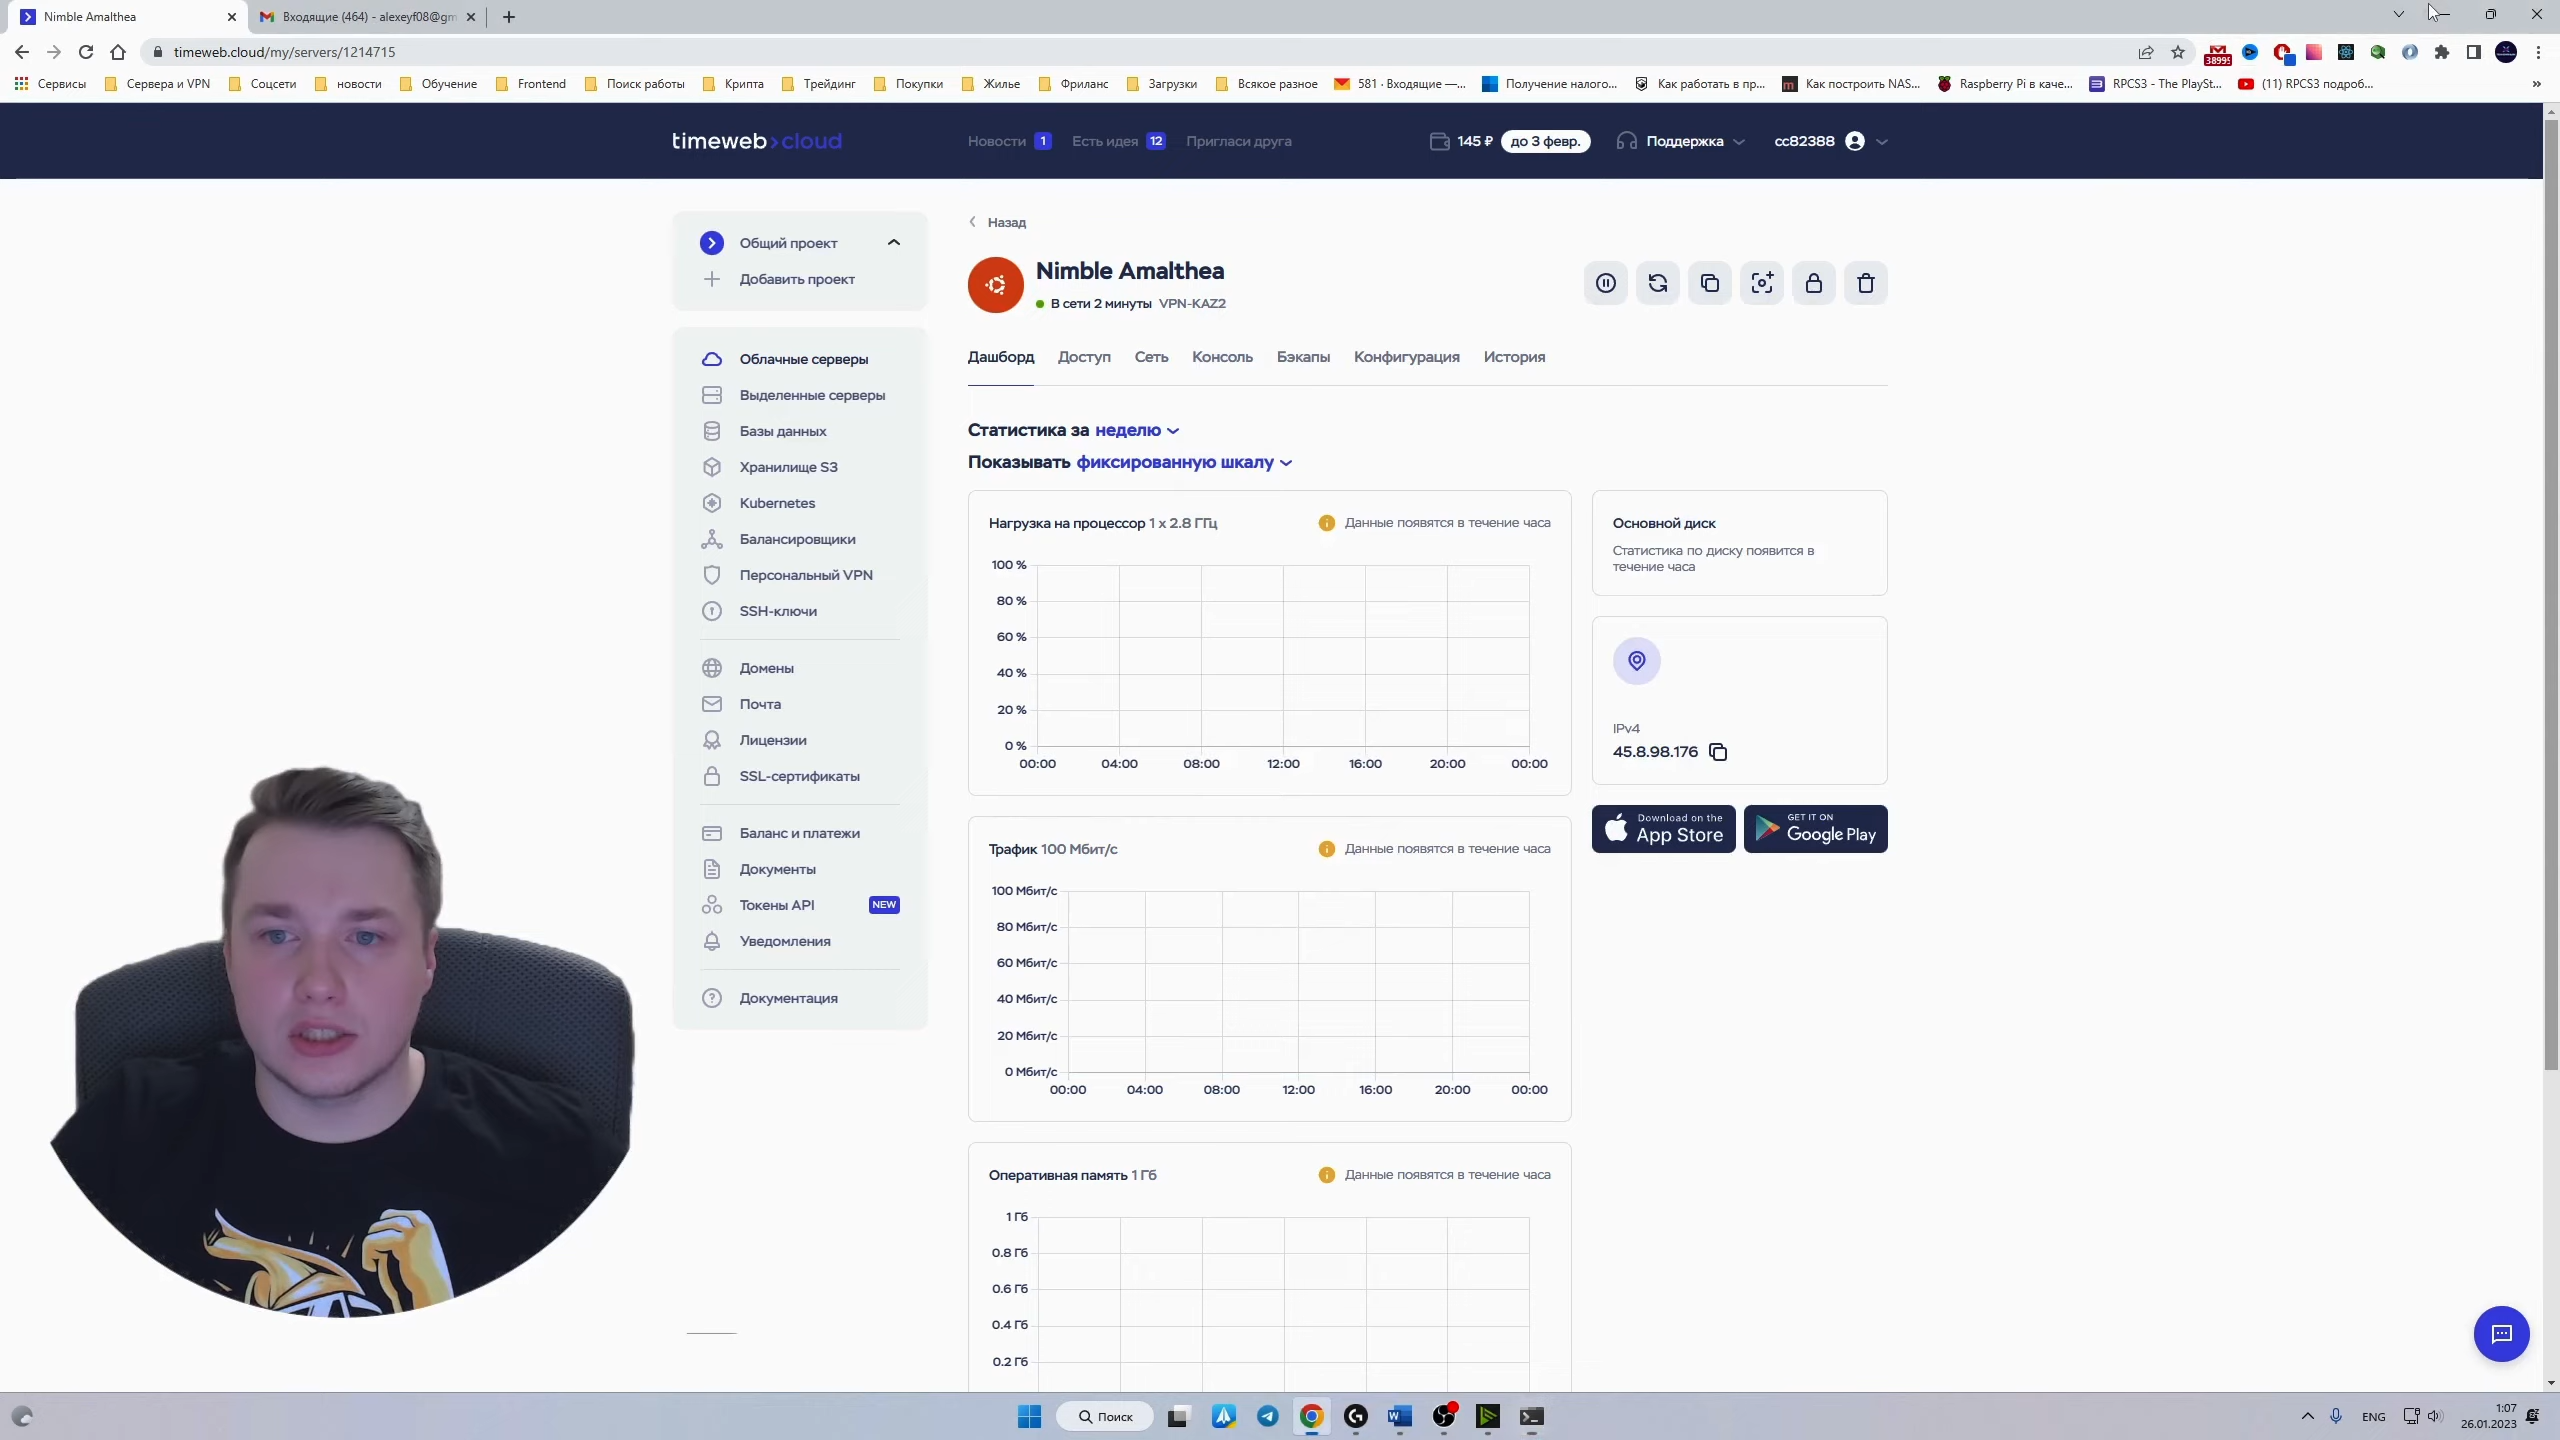 Nimble Amalthea
Входящие (464) - alexeyf08@gm
timeweb.cloud/my/servers/1214715
38995
Сервисы
Сервера и VPN
Соцсети
новости
Обучение
Frontend
Поиск работы
Крипта
Трейдинг
Покупки
Жилье
Фриланс
Загрузки
Всякое разное
581 · Входящие —...
Получение налого...
Как работать в пр...
Как построить NAS...
Raspberry Pi в каче...
RPCS3 - The PlaySt...
(11) RPCS3 подроб...
»
timeweb>cloud
Новости 1
Есть идея 12
Пригласи друга
145 ₽
до 3 февр.
Поддержка
cc82388
Общий проект
Добавить проект
Облачные серверы
Выделенные серверы
Базы данных
Хранилище S3
Kubernetes
Балансировщики
Персональный VPN
SSH-ключи
Домены
Почта
Лицензии
SSL-сертификаты
Баланс и платежи
Документы
Токены API NEW
Уведомления
Документация
Назад
Nimble Amalthea
В сети 2 минуты VPN-KAZ2
Дашборд
Доступ
Сеть
Консоль
Бэкапы
Конфигурация
История
Статистика за неделю
Показывать фиксированную шкалу
Нагрузка на процессор 1 x 2.8 ГГц
Данные появятся в течение часа
100 %
80 %
60 %
40 %
20 %
0 %
00:00 04:00 08:00 12:00 16:00 20:00 00:00
Трафик 100 Мбит/с
Данные появятся в течение часа
100 Мбит/с
80 Мбит/с
60 Мбит/с
40 Мбит/с
20 Мбит/с
0 Мбит/с
00:00 04:00 08:00 12:00 16:00 20:00 00:00
Оперативная память 1 Гб
Данные появятся в течение часа
1 Гб
0.8 Гб
0.6 Гб
0.4 Гб
0.2 Гб
Основной диск
Статистика по диску появится в
течение часа
IPv4
45.8.98.176
Download on the
App Store
GET IT ON
Google Play
Поиск
ENG
1:07
26.01.2023